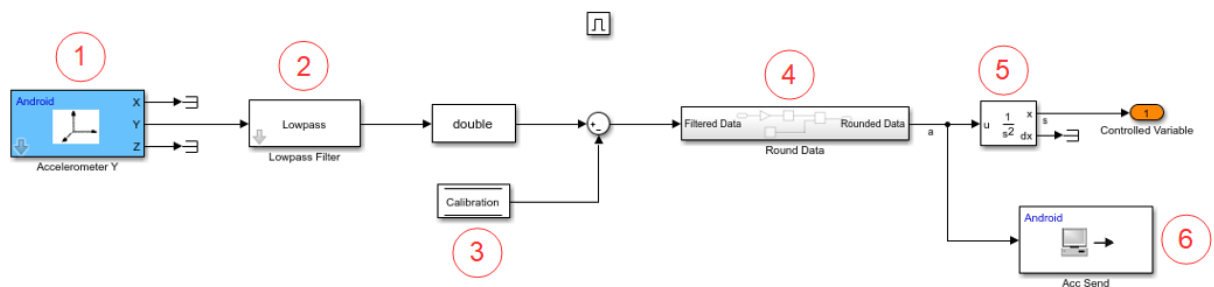 1
Android
X
Y
Z
Accelerometer Y
2
Lowpass
Lowpass Filter
double
+
-
Calibration
3
4
Filtered Data
Rounded Data
Round Data
a
5
u
1
s2
x
dx
s
1
Controlled Variable
Android
Acc Send
6